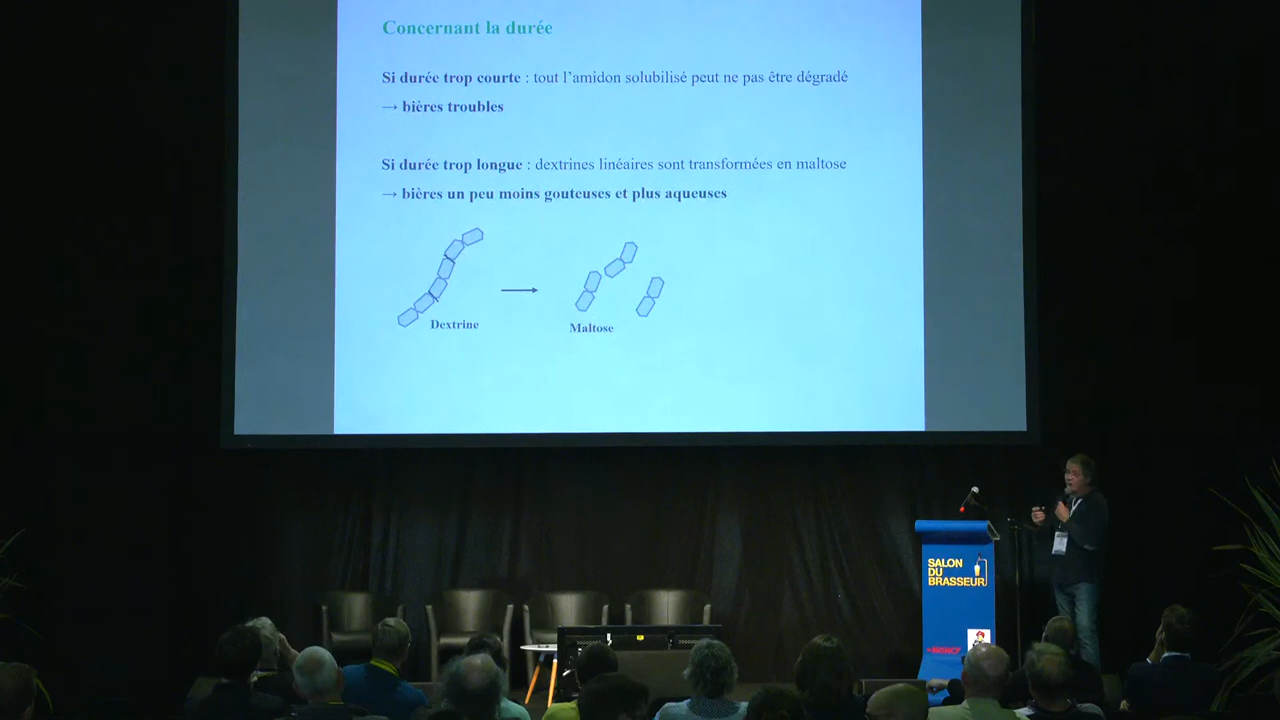 Concernant la durée
Si durée trop courte : tout l'amidon solubilisé peut ne pas être dégradé
→ bières troubles
Si durée trop longue : dextrines linéaires sont transformées en maltose
→ bières un peu moins gouteuses et plus aqueuses
Dextrine
Maltose
SALON
DU
BRASSEUR
NANCY